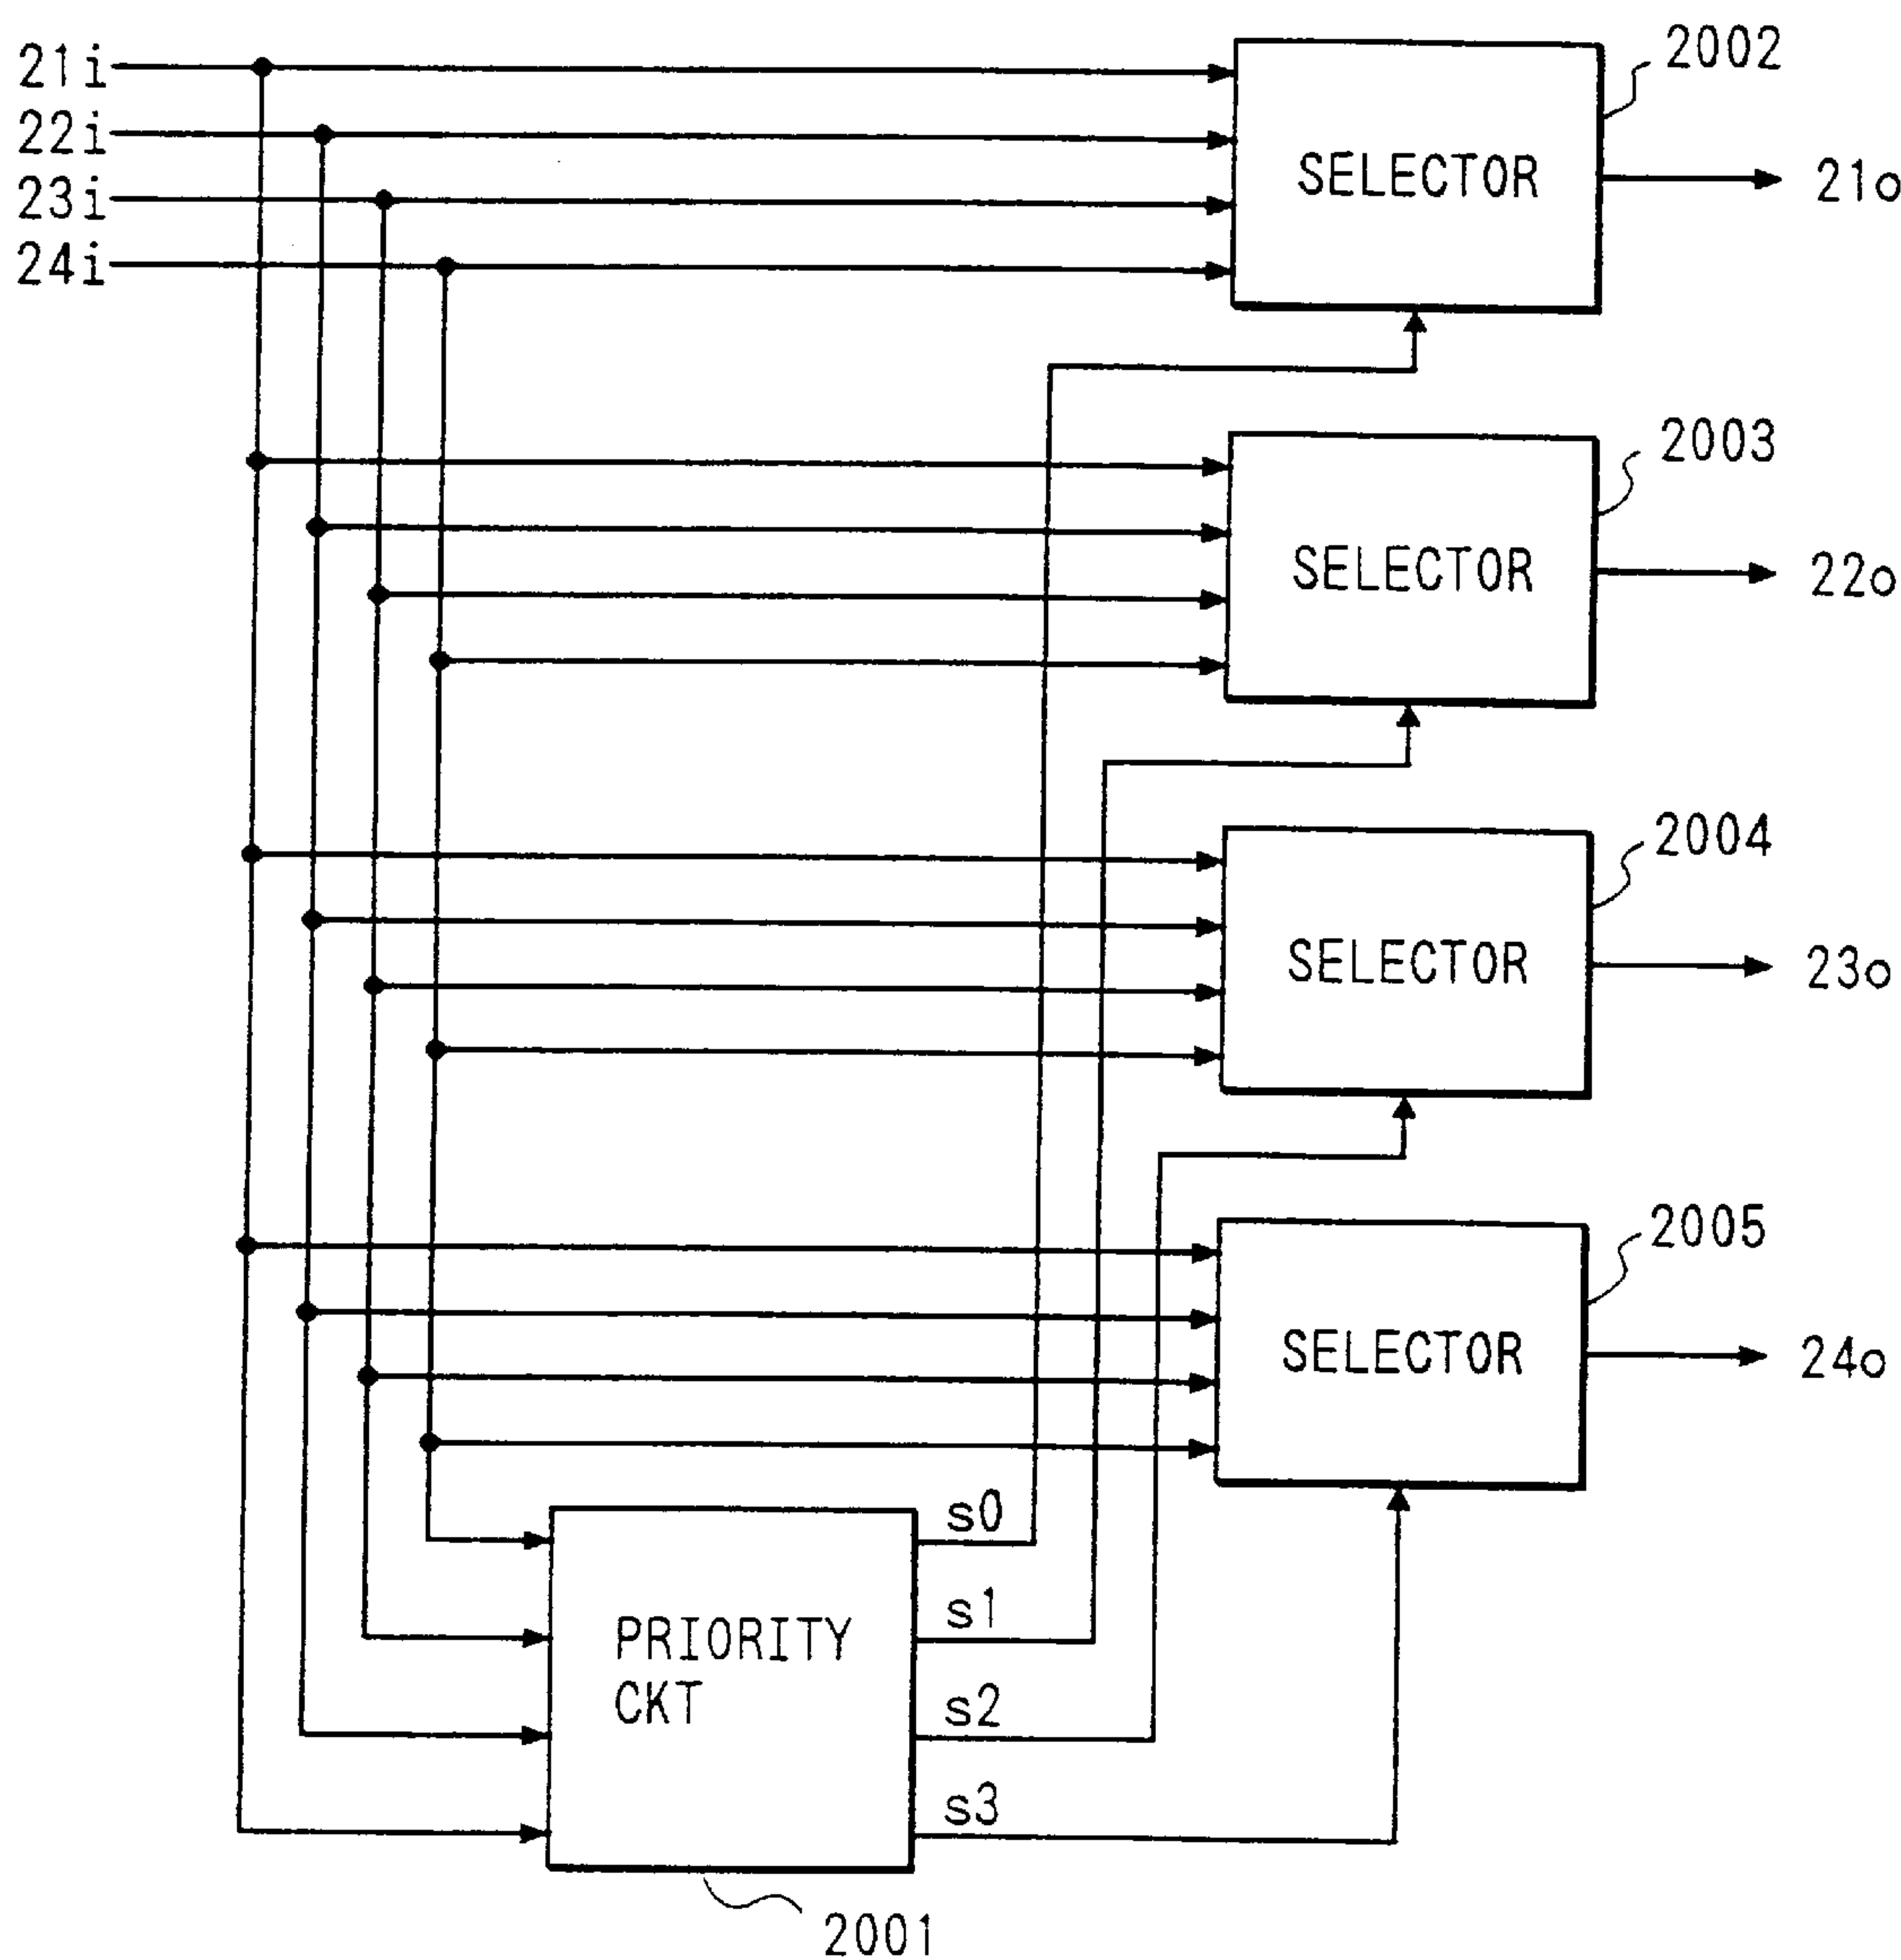 21i
22i
23i
24i
2002
SELECTOR
21o
2003
SELECTOR
22o
2004
SELECTOR
23o
2005
SELECTOR
24o
s0
s1
PRIORITY
CKT
s2
s3
2001